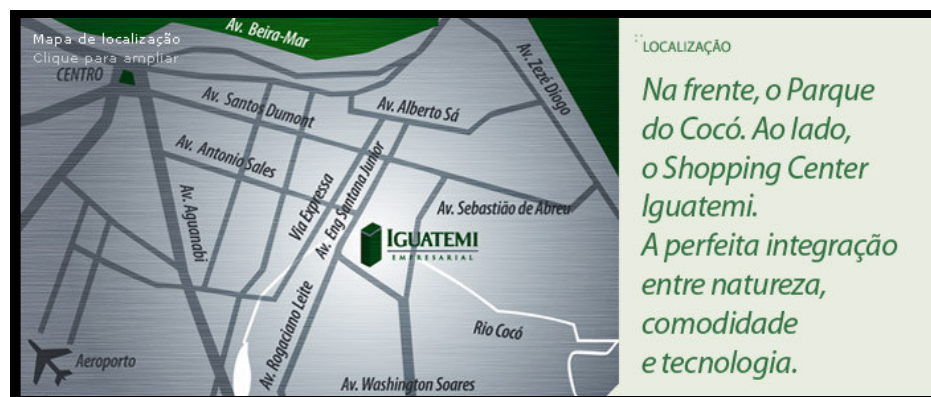 Mapa de localização
Clique para ampliar
CENTRO
Av. Beira-Mar
Av. Zezé Diogo
Av. Santos Dumont
Av. Alberto Sá
Av. Antonio Sales
Av. Aguanabi
Via Expressa
Av. Eng Santana Junior
Av. Sebastião de Abreu
IGUATEMI
EMPRESARIAL
Av. Rogaciano Leite
Rio Cocó
Aeroporto
Av. Washington Soares
LOCALIZAÇÃO
Na frente, o Parque
do Cocó. Ao lado,
o Shopping Center
Iguatemi.
A perfeita integração
entre natureza,
comodidade
e tecnologia.